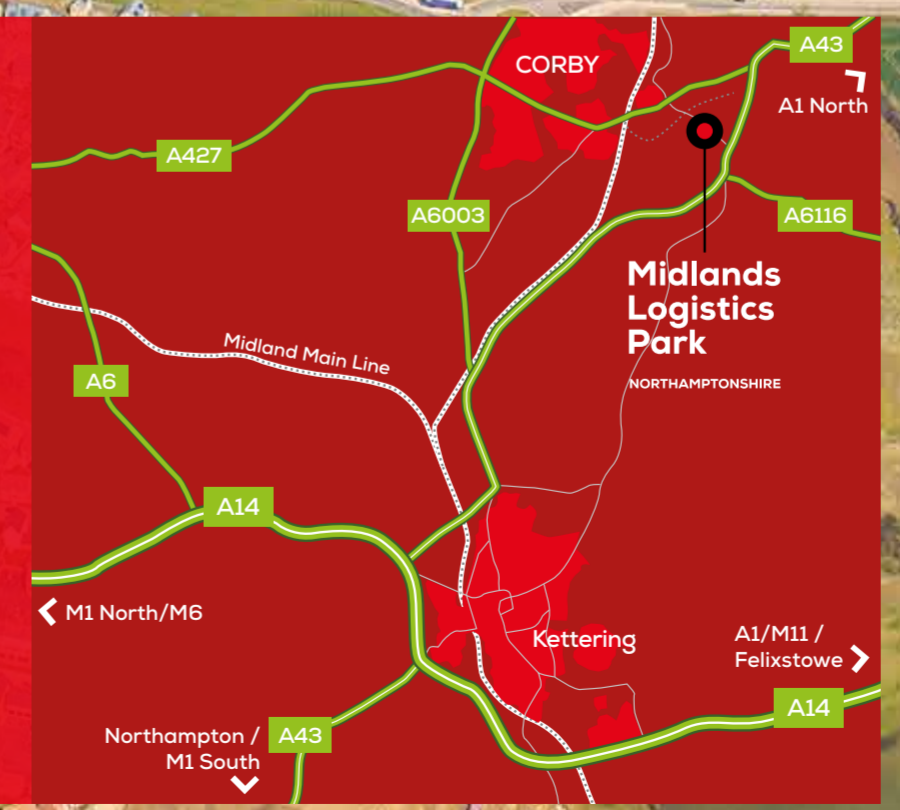 CORBY
A43
A1 North
A427
A6003
A6116
Midlands
Logistics
Park
NORTHAMPTONSHIRE
Midland Main Line
A6
A14
M1 North/M6
Kettering
A1/M11 /
Felixstowe
A14
Northampton /
M1 South
A43